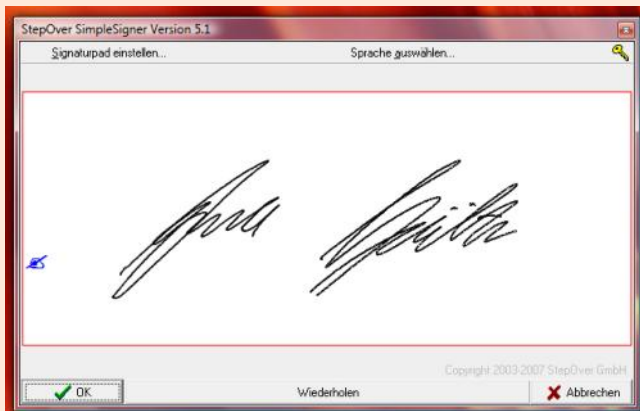 StepOver SimpleSigner Version 5.1
Signaturpad einstellen... Sprache auswählen...
Copyright 2003-2007 StepOver GmbH
OK Wiederholen Abbrechen